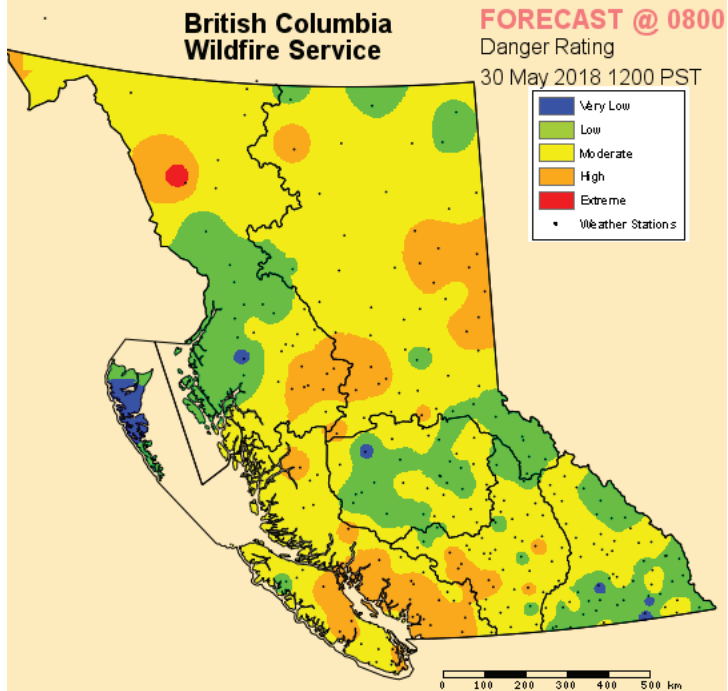 British Columbia
Wildfire Service
FORECAST @ 0800
Danger Rating
30 May 2018 1200 PST
Very Low
Low
Moderate
High
Extreme
Weather Stations
0 100 200 300 400 500 km